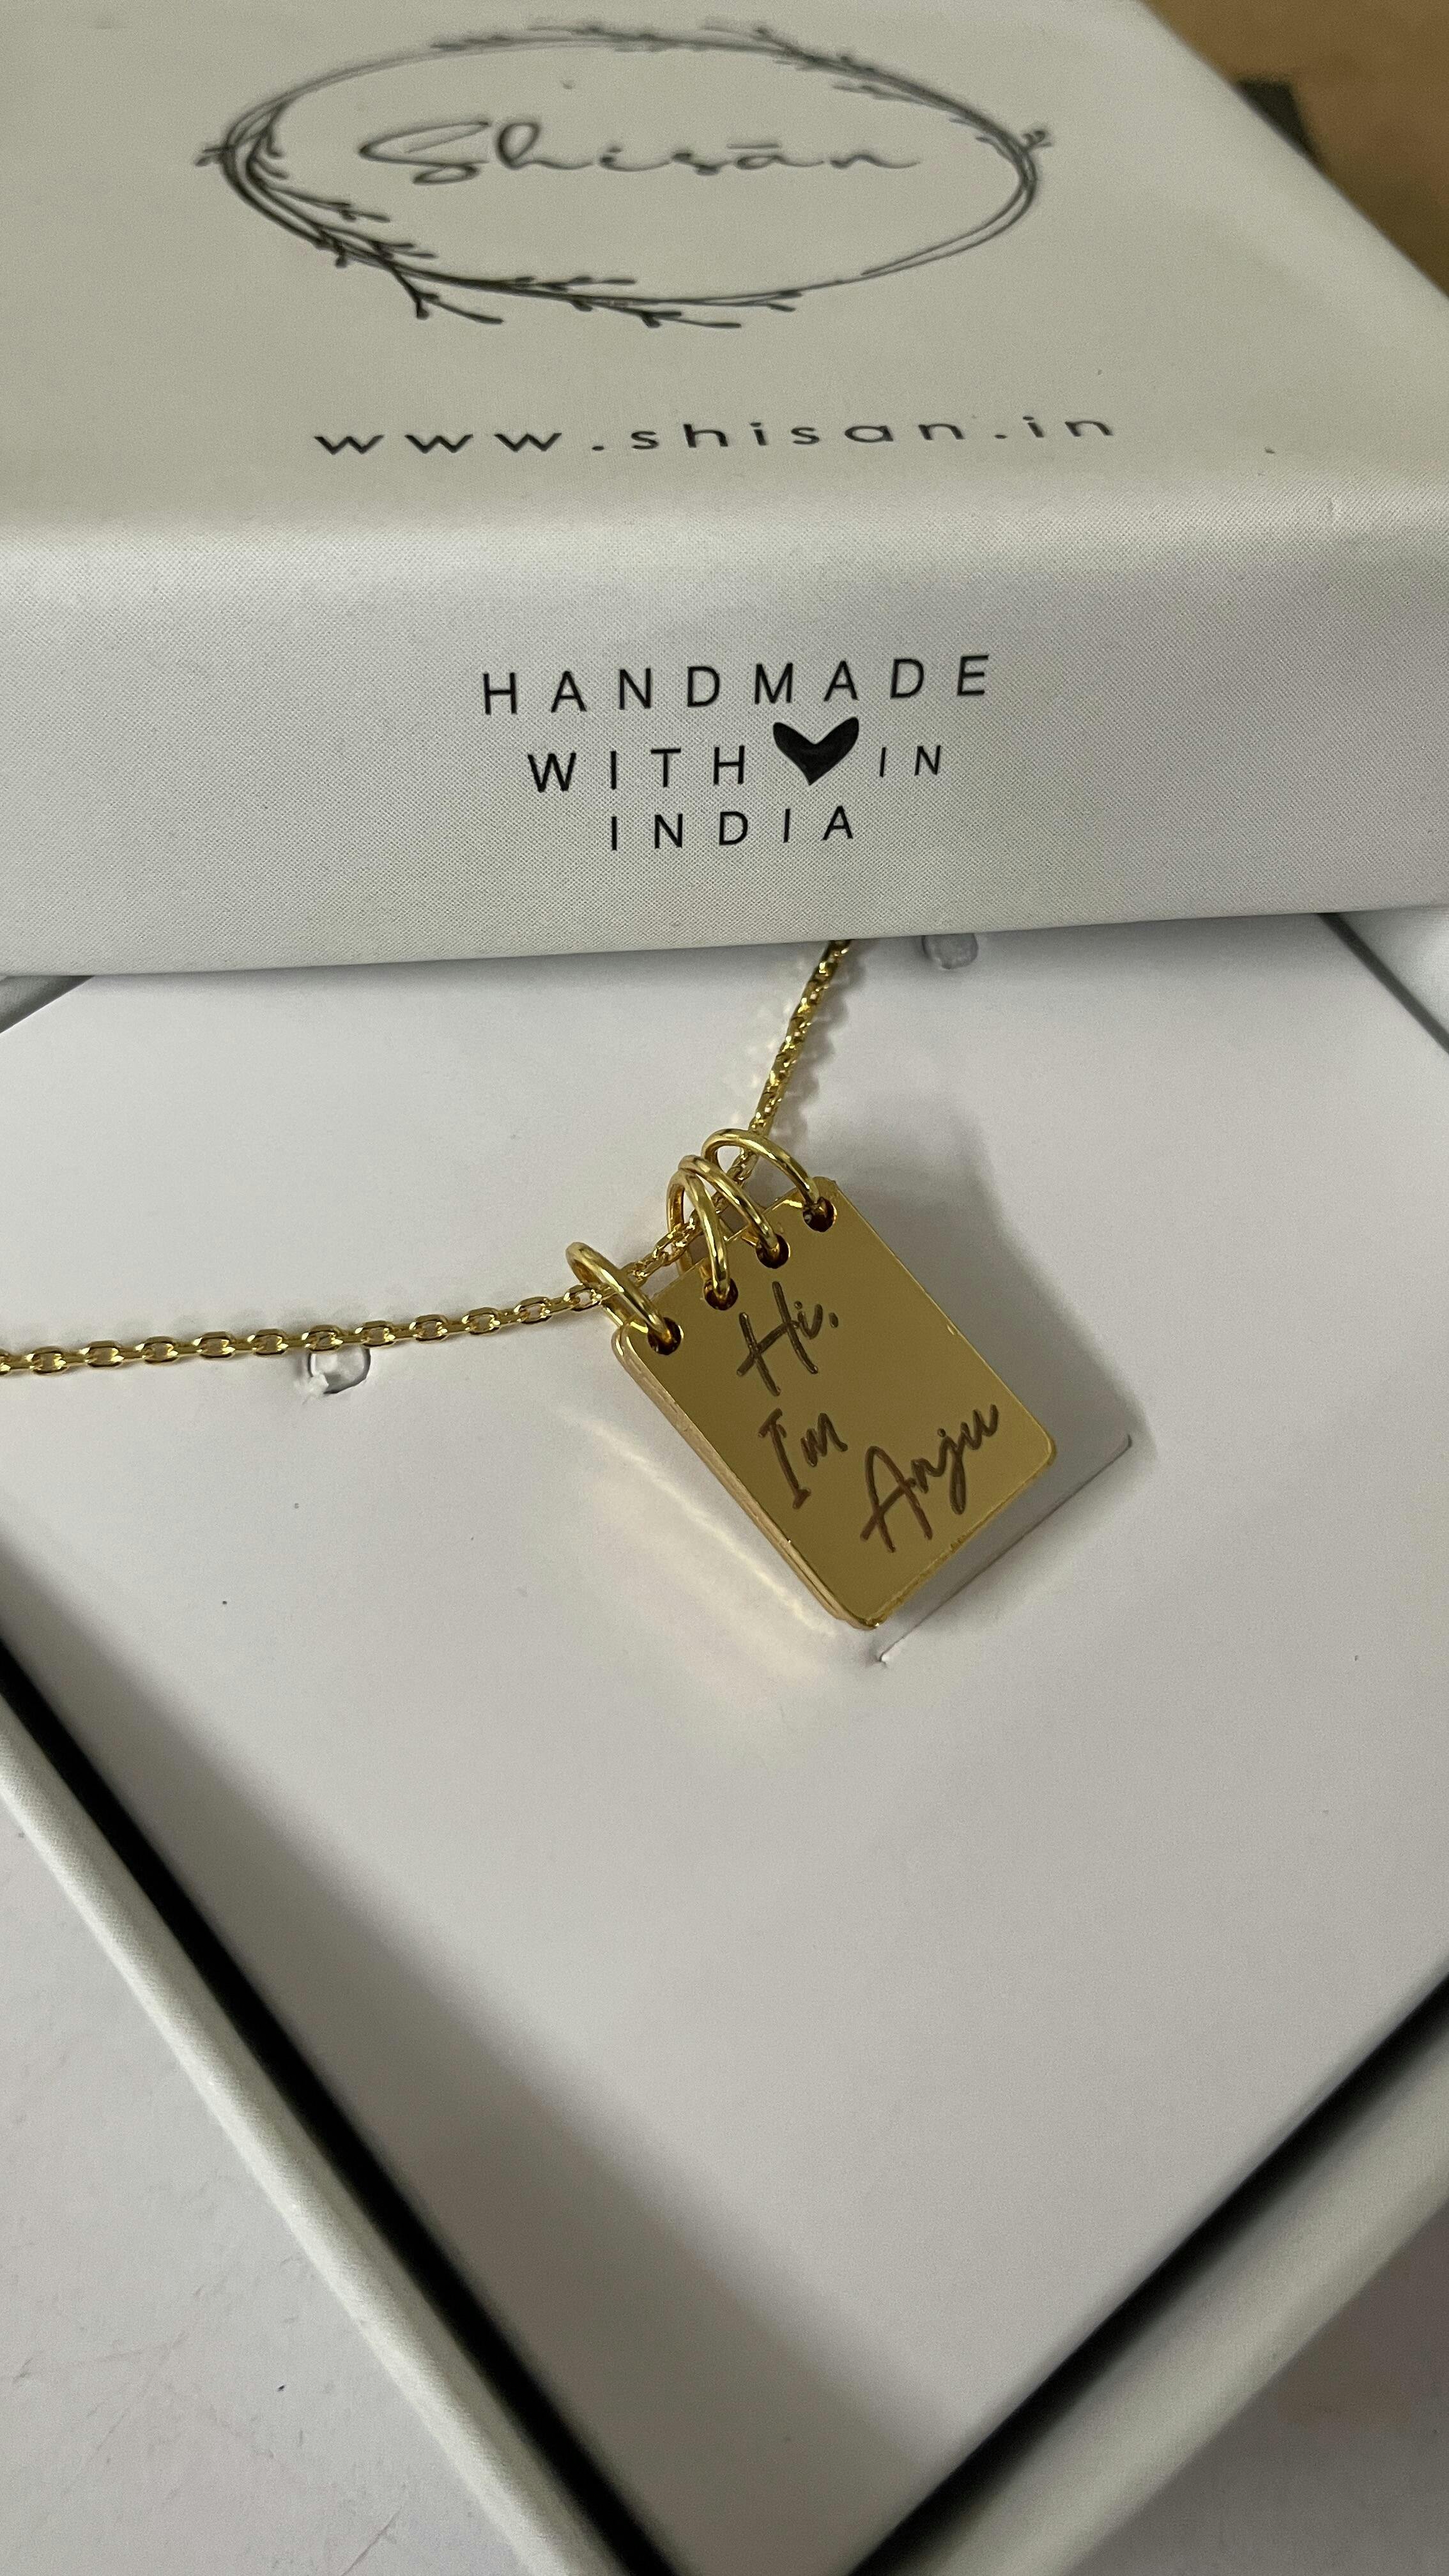 Shisān
www.shisan.in
HANDMADE
WITH ♥ IN
INDIA
Hi.
I'm
Anju